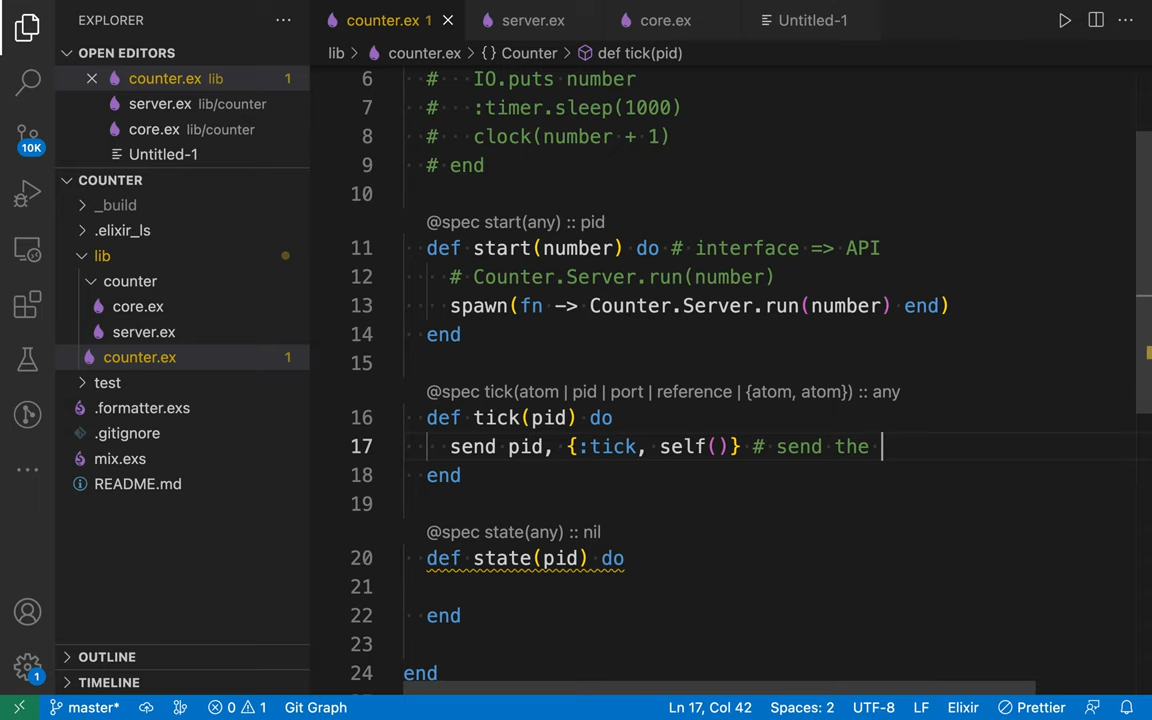 EXPLORER
OPEN EDITORS
counter.ex lib 1
server.ex lib/counter
core.ex lib/counter
Untitled-1
COUNTER
_build
.elixir_ls
lib
counter
core.ex
server.ex
counter.ex 1
test
.formatter.exs
.gitignore
mix.exs
README.md
OUTLINE
TIMELINE
10K
1
counter.ex 1 server.ex core.ex Untitled-1
lib > counter.ex > {} Counter > def tick(pid)
6 # IO.puts number
7 # :timer.sleep(1000)
8 # clock(number + 1)
9 # end
10
@spec start(any) :: pid
11 def start(number) do # interface => API
12 # Counter.Server.run(number)
13 spawn(fn -> Counter.Server.run(number) end)
14 end
15
@spec tick(atom | pid | port | reference | {atom, atom}) :: any
16 def tick(pid) do
17 send pid, {:tick, self()} # send the
18 end
19
@spec state(any) :: nil
20 def state(pid) do
21
22 end
23
24 end
master* 0 1 Git Graph Ln 17, Col 42 Spaces: 2 UTF-8 LF Elixir Prettier